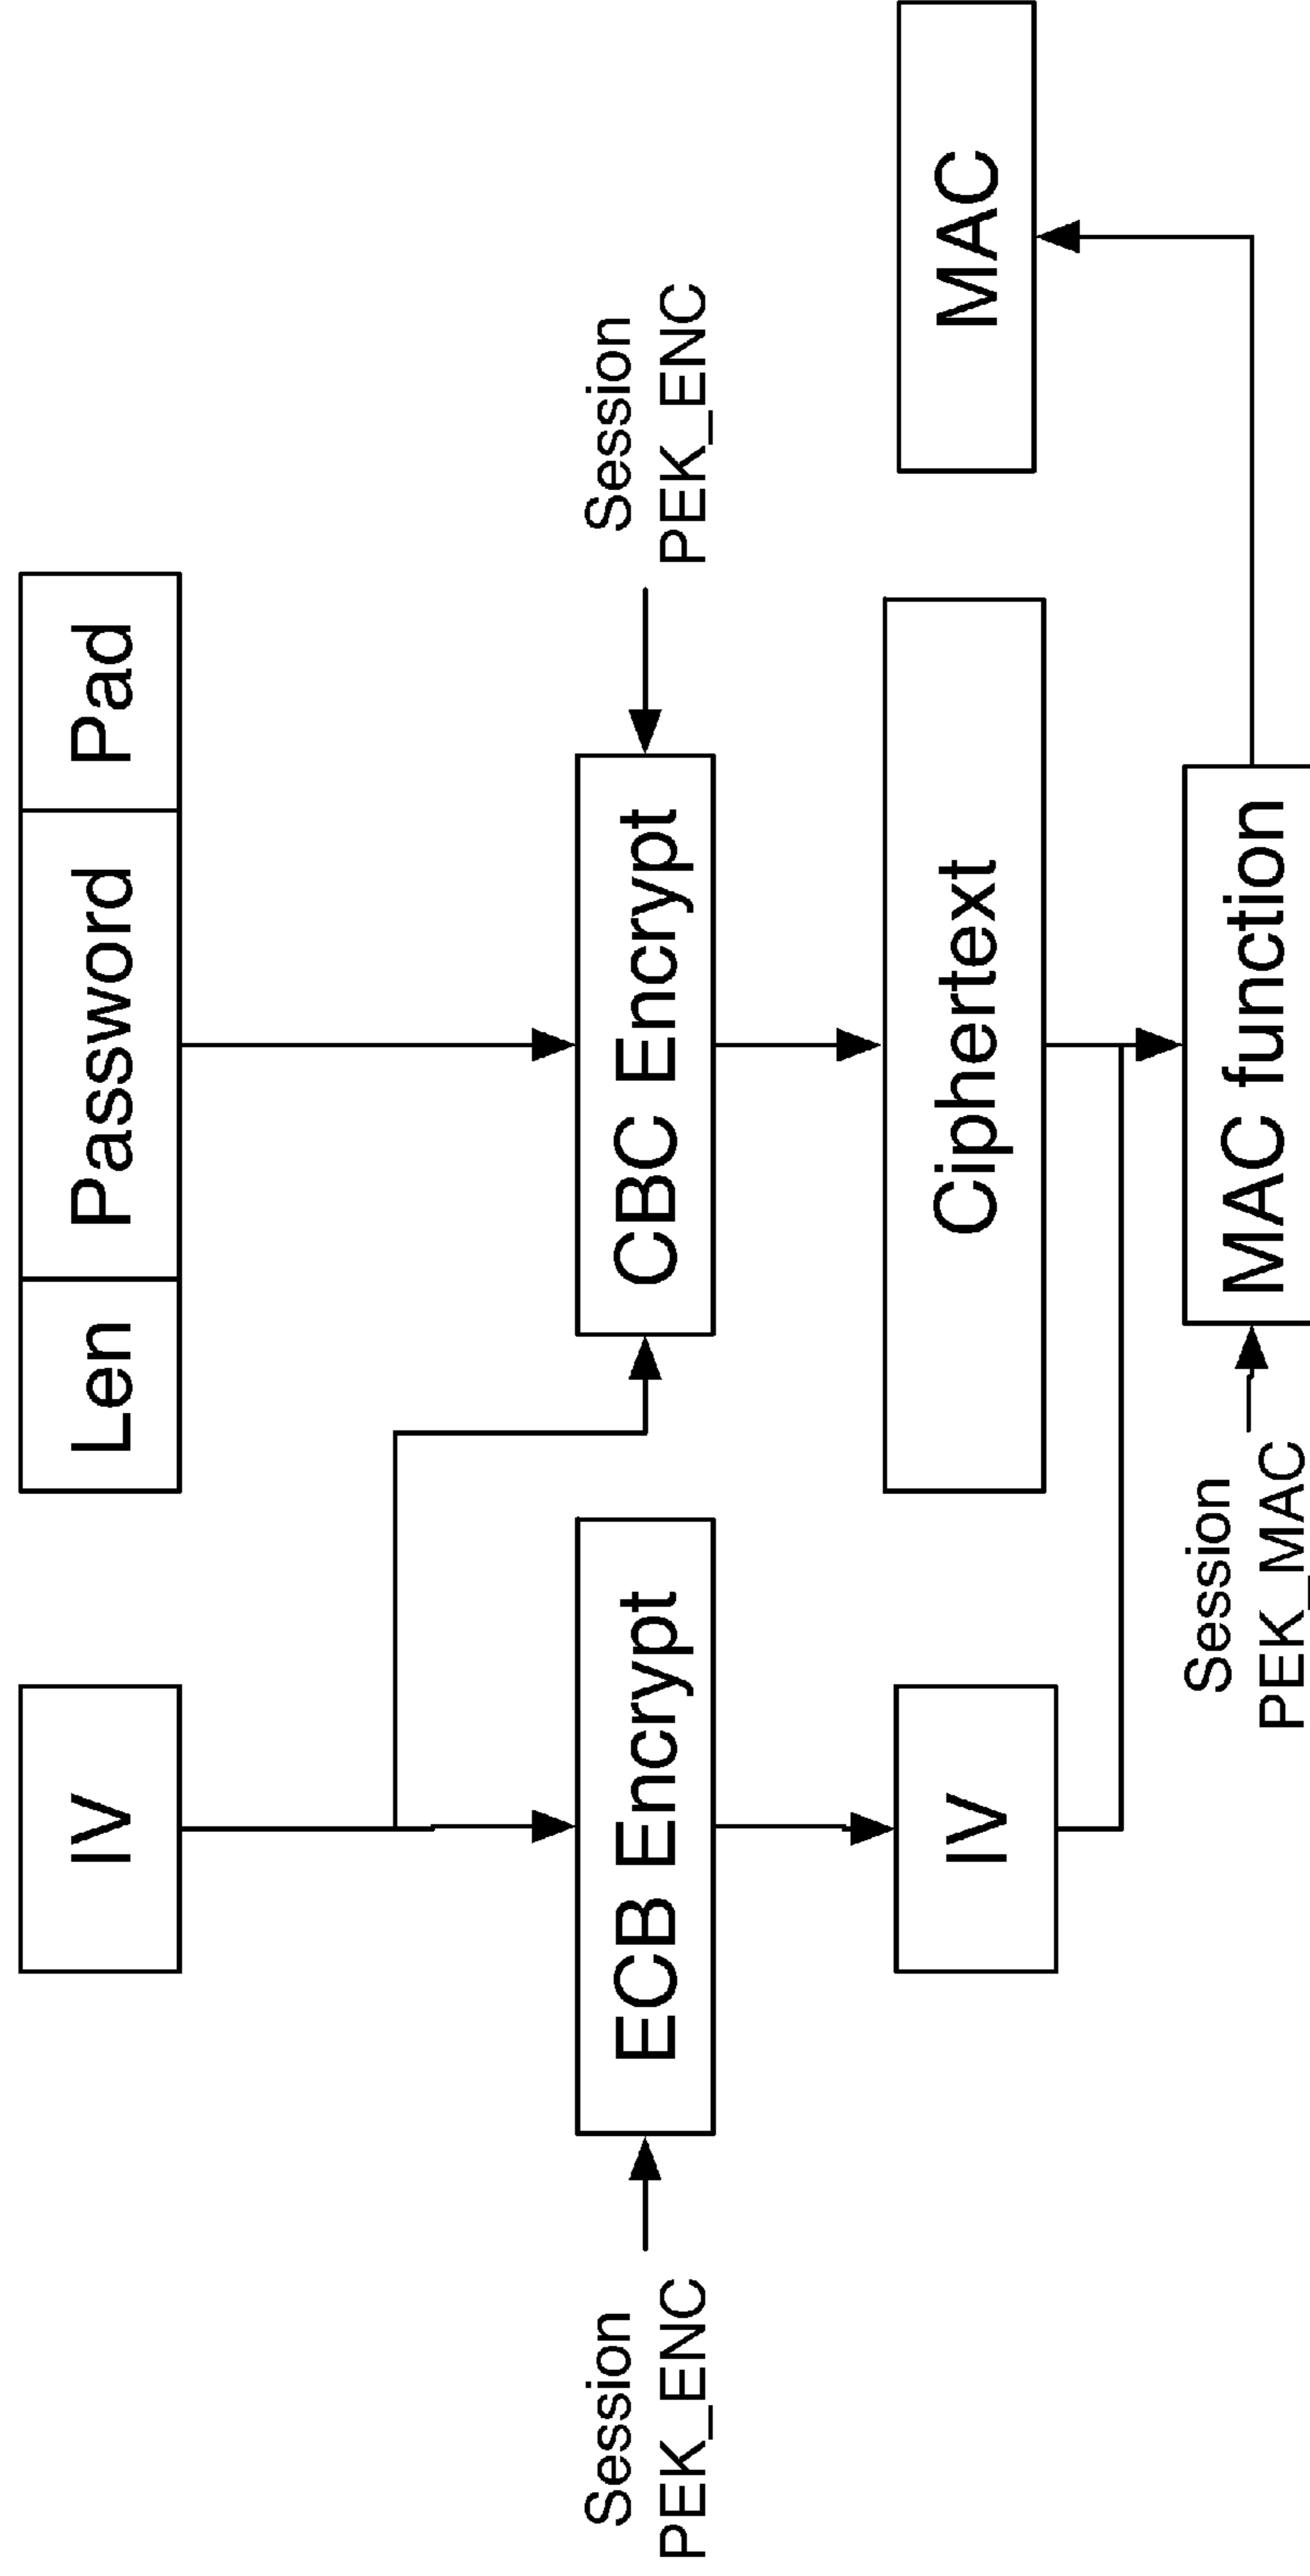 IV
Len
Password
Pad
Session
PEK_ENC
ECB Encrypt
CBC Encrypt
Session
PEK_ENC
IV
Ciphertext
MAC
Session
PEK_MAC
MAC function